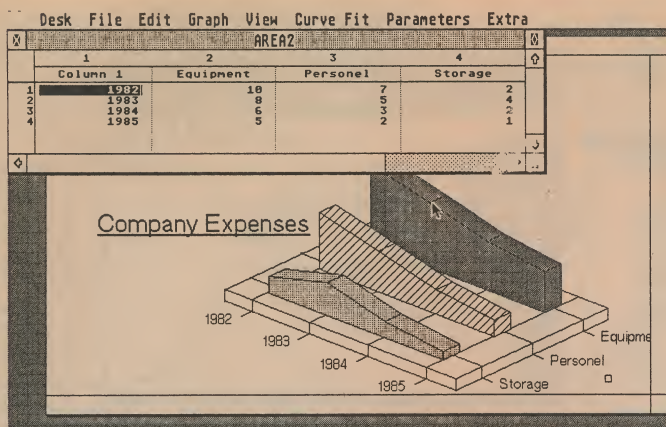 Desk File Edit Graph View Curve Fit Parameters Extra
AREA2
1 2 3 4
Column 1 Equipment Personel Storage
1 1982 10 7 2
2 1983 8 5 4
3 1984 6 3 2
4 1985 5 2 1
Company Expenses
1982
1983
1984
1985
Equipme
Personel
Storage